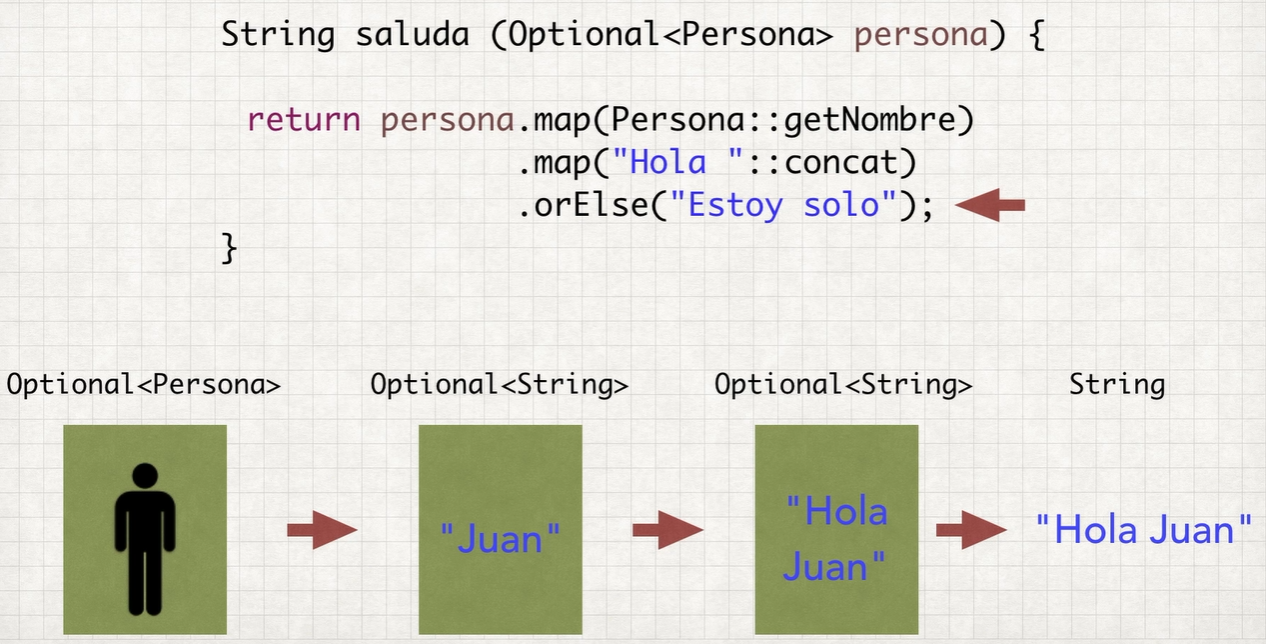 String saluda (Optional<Persona> persona) {
return persona.map(Persona::getNombre)
.map("Hola "::concat)
.orElse("Estoy solo");
}
Optional<Persona> Optional<String> Optional<String> String
"Juan"
"Hola
Juan"
"Hola Juan"